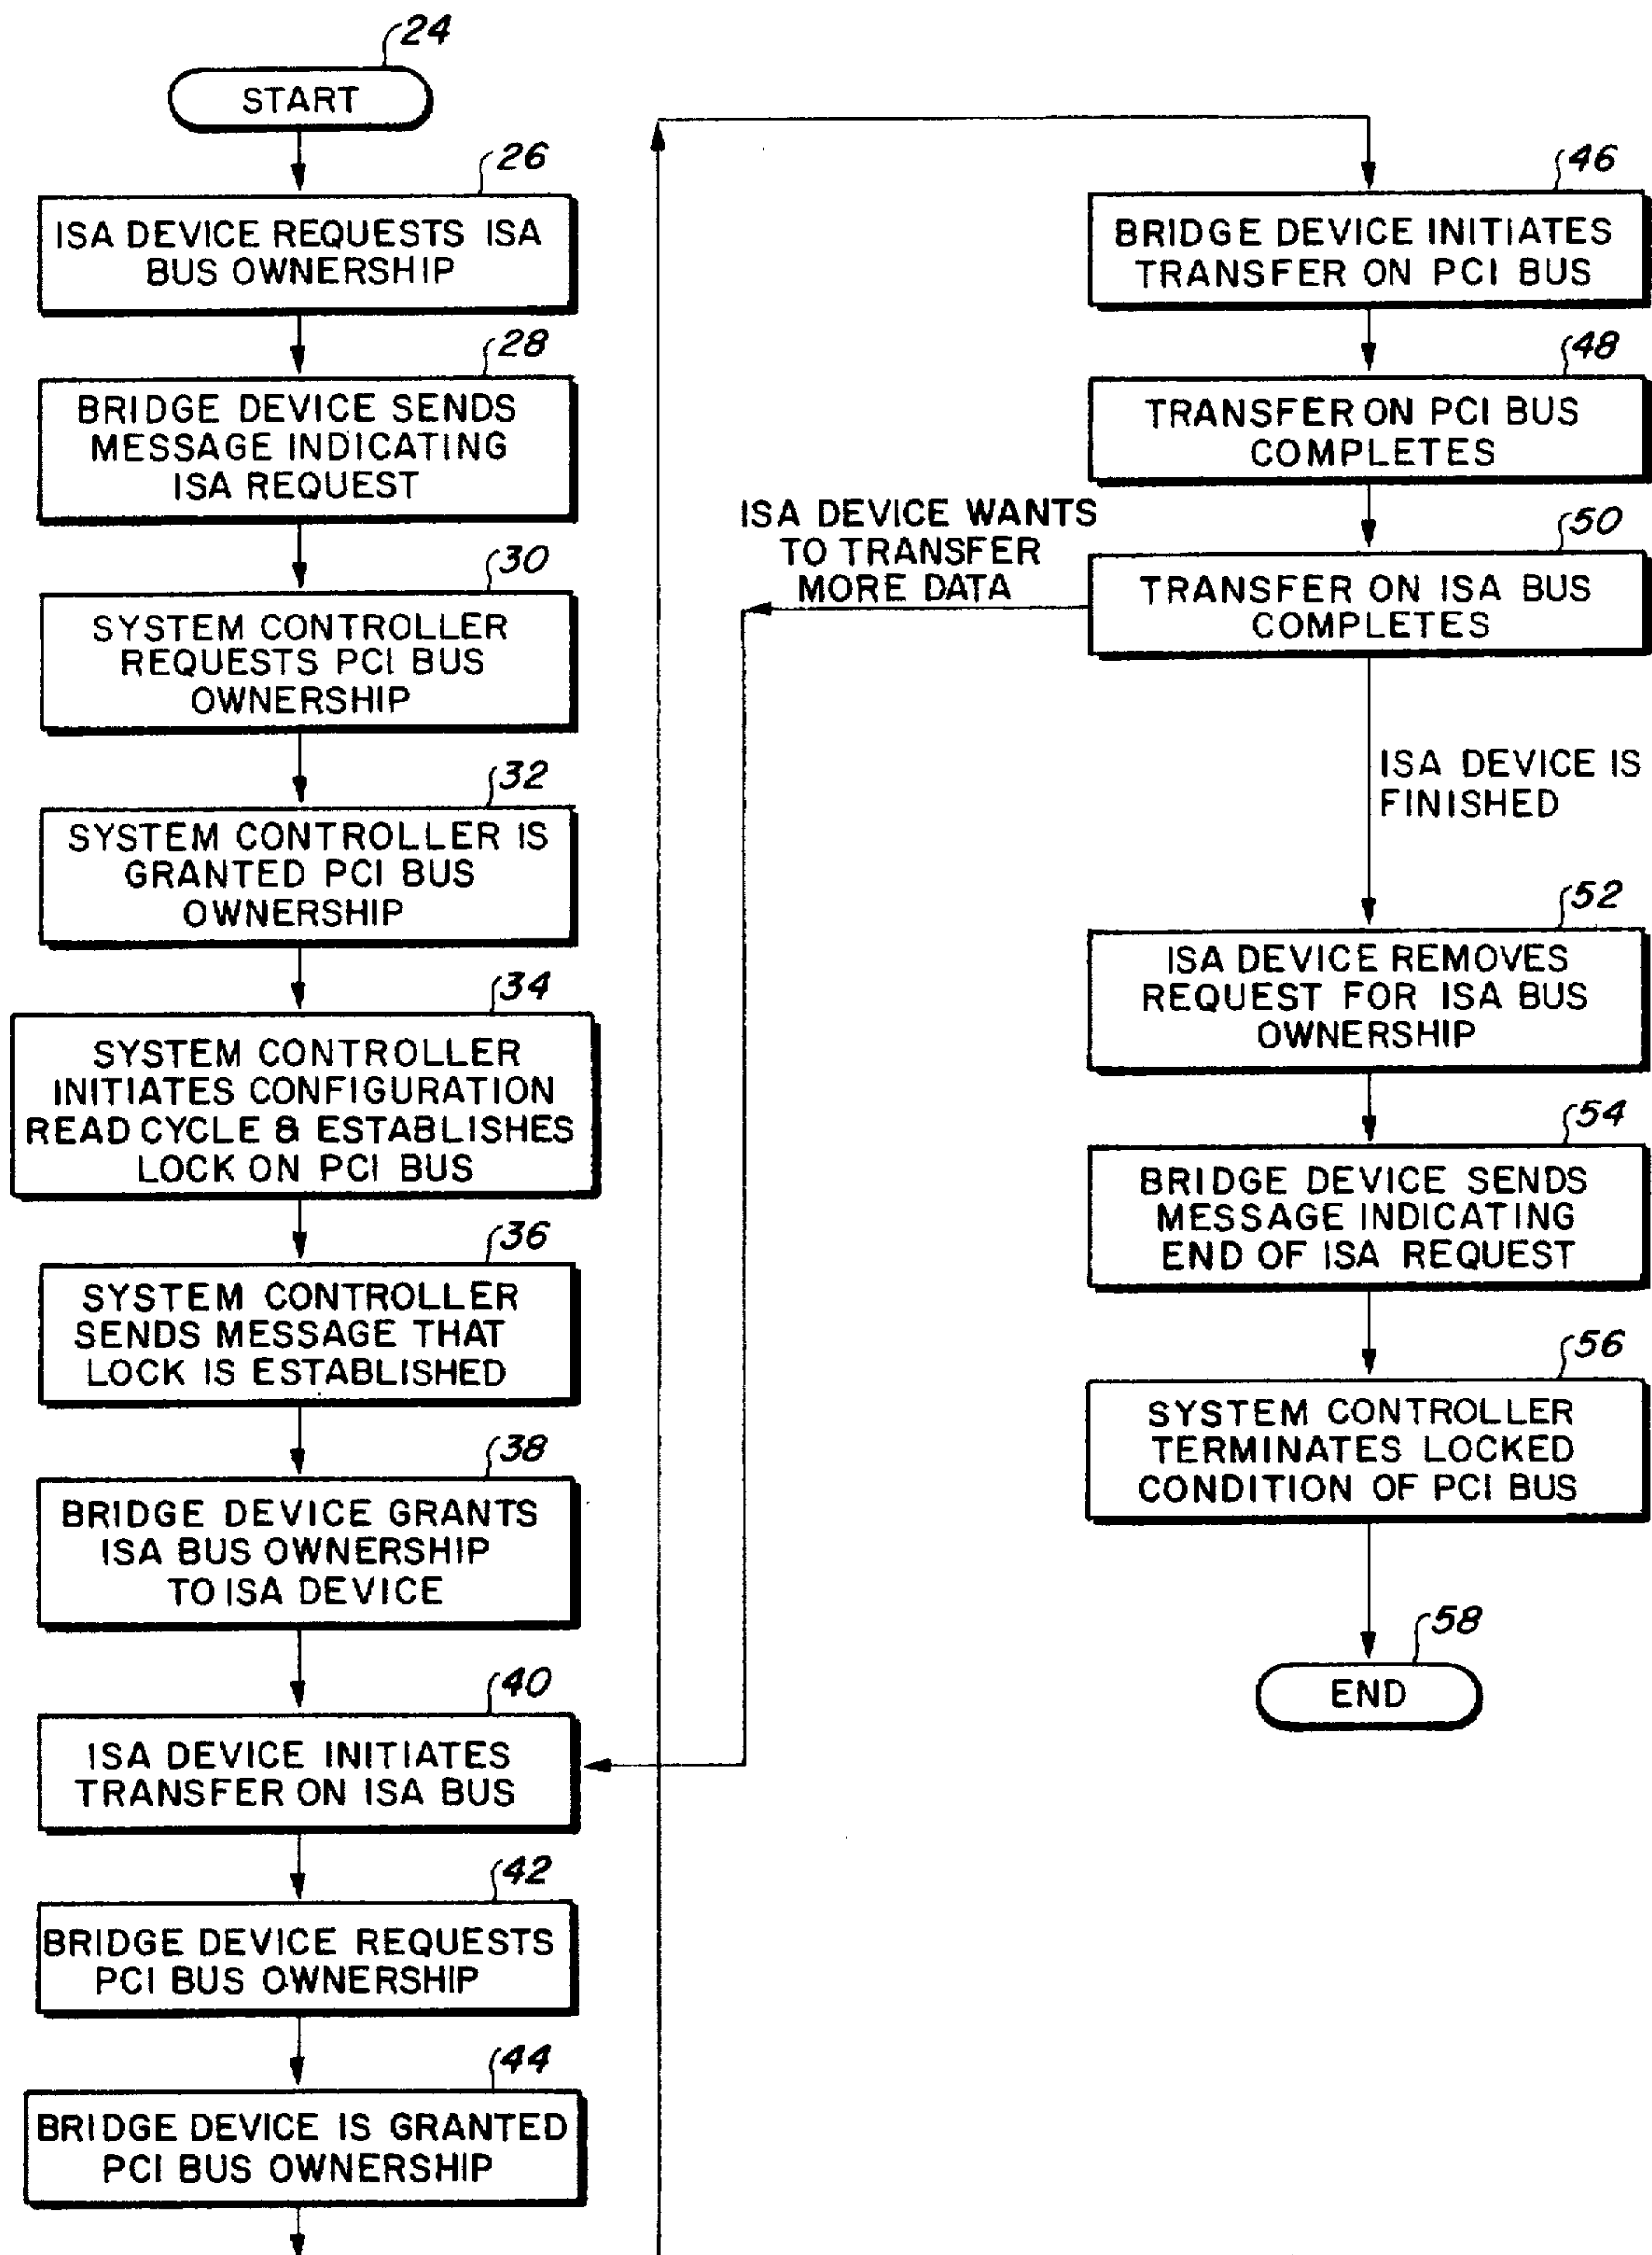 24
START
26
ISA DEVICE REQUESTS ISA
BUS OWNERSHIP
28
BRIDGE DEVICE SENDS
MESSAGE INDICATING
ISA REQUEST
30
SYSTEM CONTROLLER
REQUESTS PCI BUS
OWNERSHIP
32
SYSTEM CONTROLLER IS
GRANTED PCI BUS
OWNERSHIP
34
SYSTEM CONTROLLER
INITIATES CONFIGURATION
READ CYCLE & ESTABLISHES
LOCK ON PCI BUS
36
SYSTEM CONTROLLER
SENDS MESSAGE THAT
LOCK IS ESTABLISHED
38
BRIDGE DEVICE GRANTS
ISA BUS OWNERSHIP
TO ISA DEVICE
40
ISA DEVICE INITIATES
TRANSFER ON ISA BUS
42
BRIDGE DEVICE REQUESTS
PCI BUS OWNERSHIP
44
BRIDGE DEVICE IS GRANTED
PCI BUS OWNERSHIP
46
BRIDGE DEVICE INITIATES
TRANSFER ON PCI BUS
48
TRANSFER ON PCI BUS
COMPLETES
50
TRANSFER ON ISA BUS
COMPLETES
ISA DEVICE WANTS
TO TRANSFER
MORE DATA
ISA DEVICE IS
FINISHED
52
ISA DEVICE REMOVES
REQUEST FOR ISA BUS
OWNERSHIP
54
BRIDGE DEVICE SENDS
MESSAGE INDICATING
END OF ISA REQUEST
56
SYSTEM CONTROLLER
TERMINATES LOCKED
CONDITION OF PCI BUS
58
END